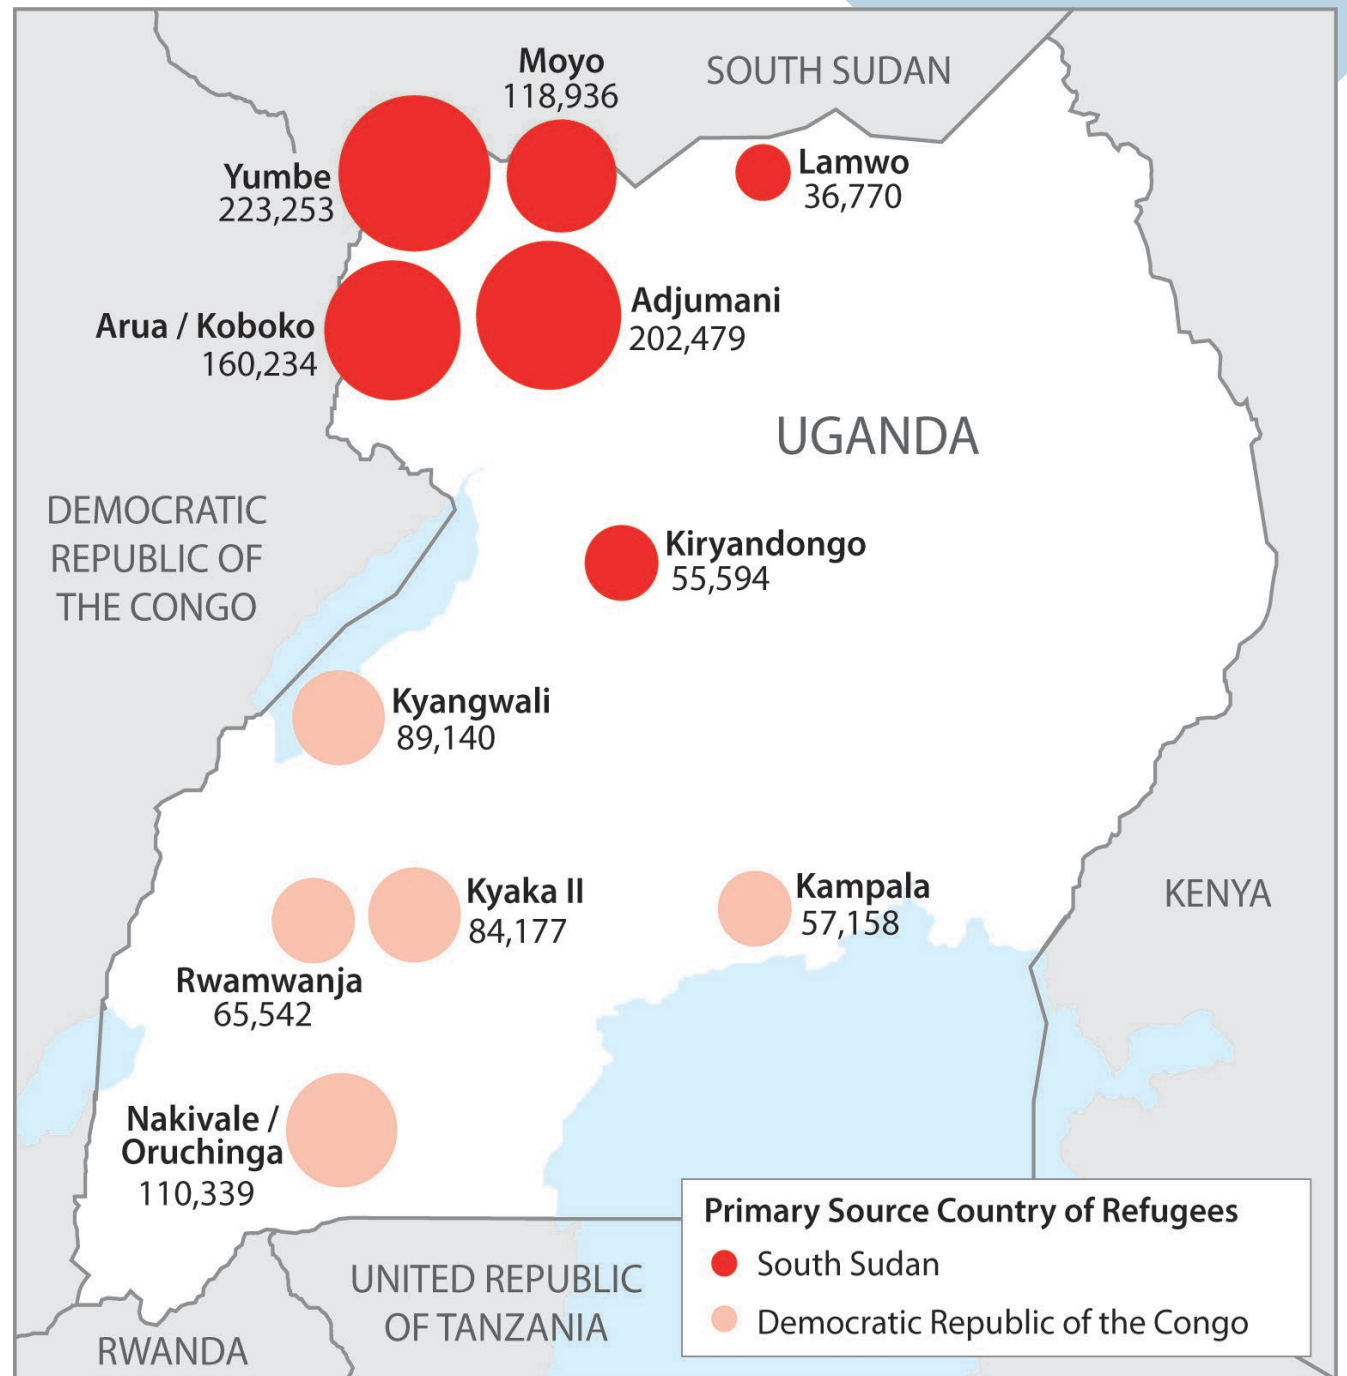 Moyo
118,936
SOUTH SUDAN
Yumbe
223,253
Lamwo
36,770
Arua / Koboko
160,234
Adjumani
202,479
UGANDA
DEMOCRATIC
REPUBLIC OF
THE CONGO
Kiryandongo
55,594
Kyangwali
89,140
Kyaka II
84,177
Kampala
57,158
KENYA
Rwamwanja
65,542
Nakivale /
Oruchinga
110,339
Primary Source Country of Refugees
South Sudan
Democratic Republic of the Congo
UNITED REPUBLIC
OF TANZANIA
RWANDA